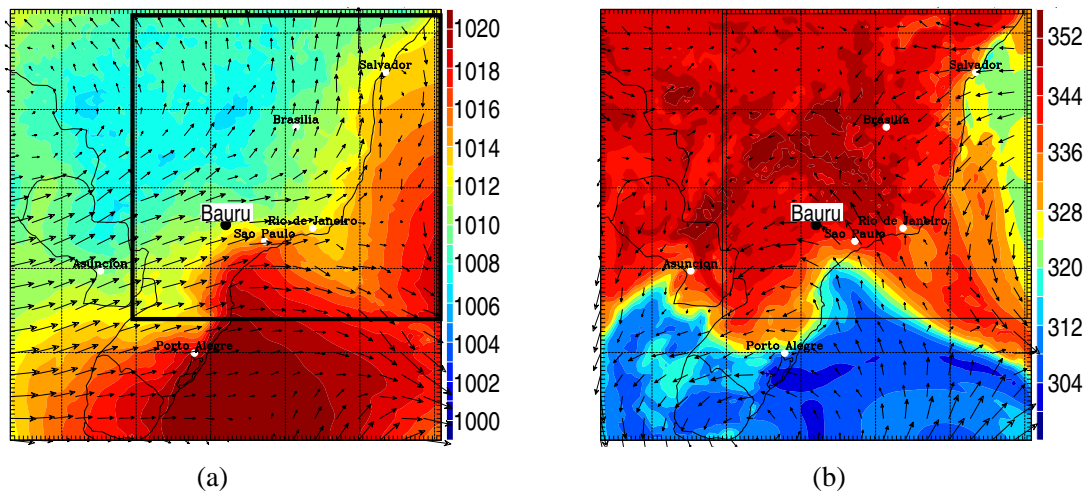 1020
1018
1016
1014
1012
1010
1008
1006
1004
1002
1000
Salvador
Brasilia
Bauru
Rio de Janeiro
Sao Paulo
Asuncion
Porto Alegre
(a)
352
344
336
328
320
312
304
Salvador
Brasilia
Bauru
Rio de Janeiro
Sao Paulo
Asuncion
Porto Alegre
(b)